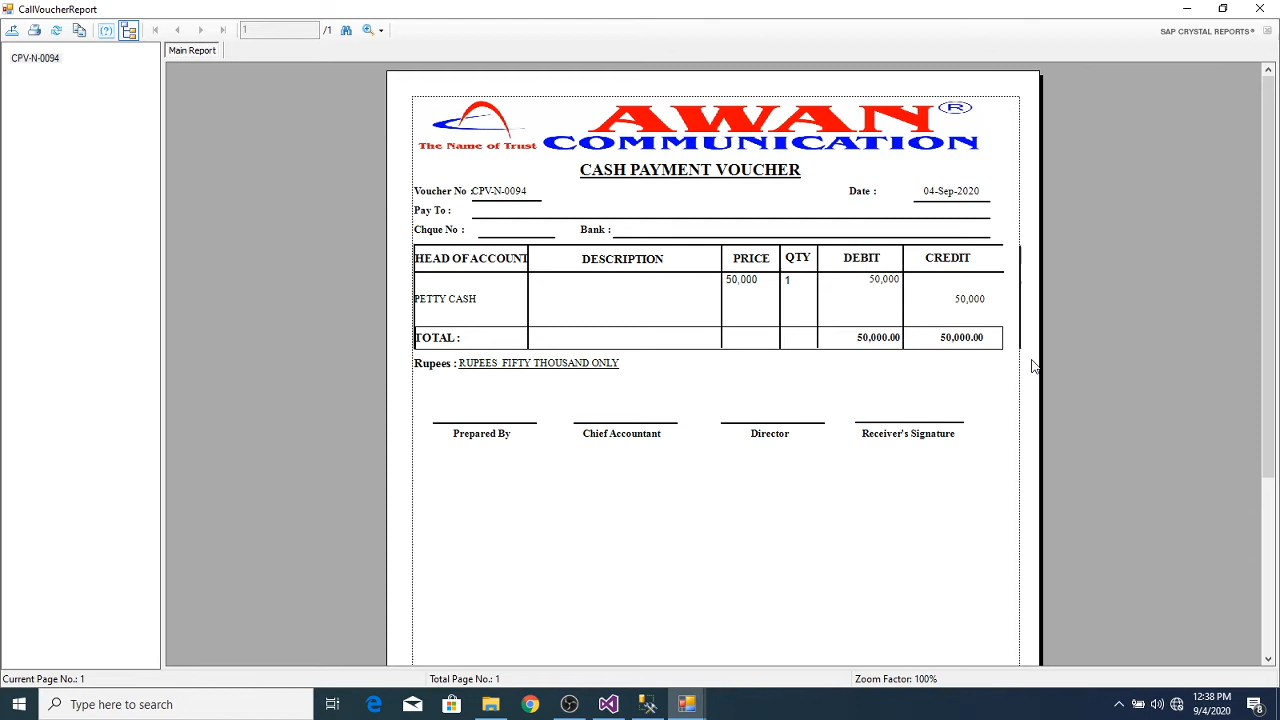 CallVoucherReport
1 /1
SAP CRYSTAL REPORTS®
CPV-N-0094
Main Report
AWAN ®
The Name of Trust COMMUNICATION
CASH PAYMENT VOUCHER
Voucher No : CPV-N-0094 Date : 04-Sep-2020
Pay To :
Chque No : Bank :
HEAD OF ACCOUNT DESCRIPTION PRICE QTY DEBIT CREDIT
50,000 1 50,000
PETTY CASH 50,000
TOTAL : 50,000.00 50,000.00
Rupees : RUPEES FIFTY THOUSAND ONLY
Prepared By Chief Accountant Director Receiver's Signature
Current Page No.: 1 Total Page No.: 1 Zoom Factor: 100%
Type here to search
12:38 PM
9/4/2020
8